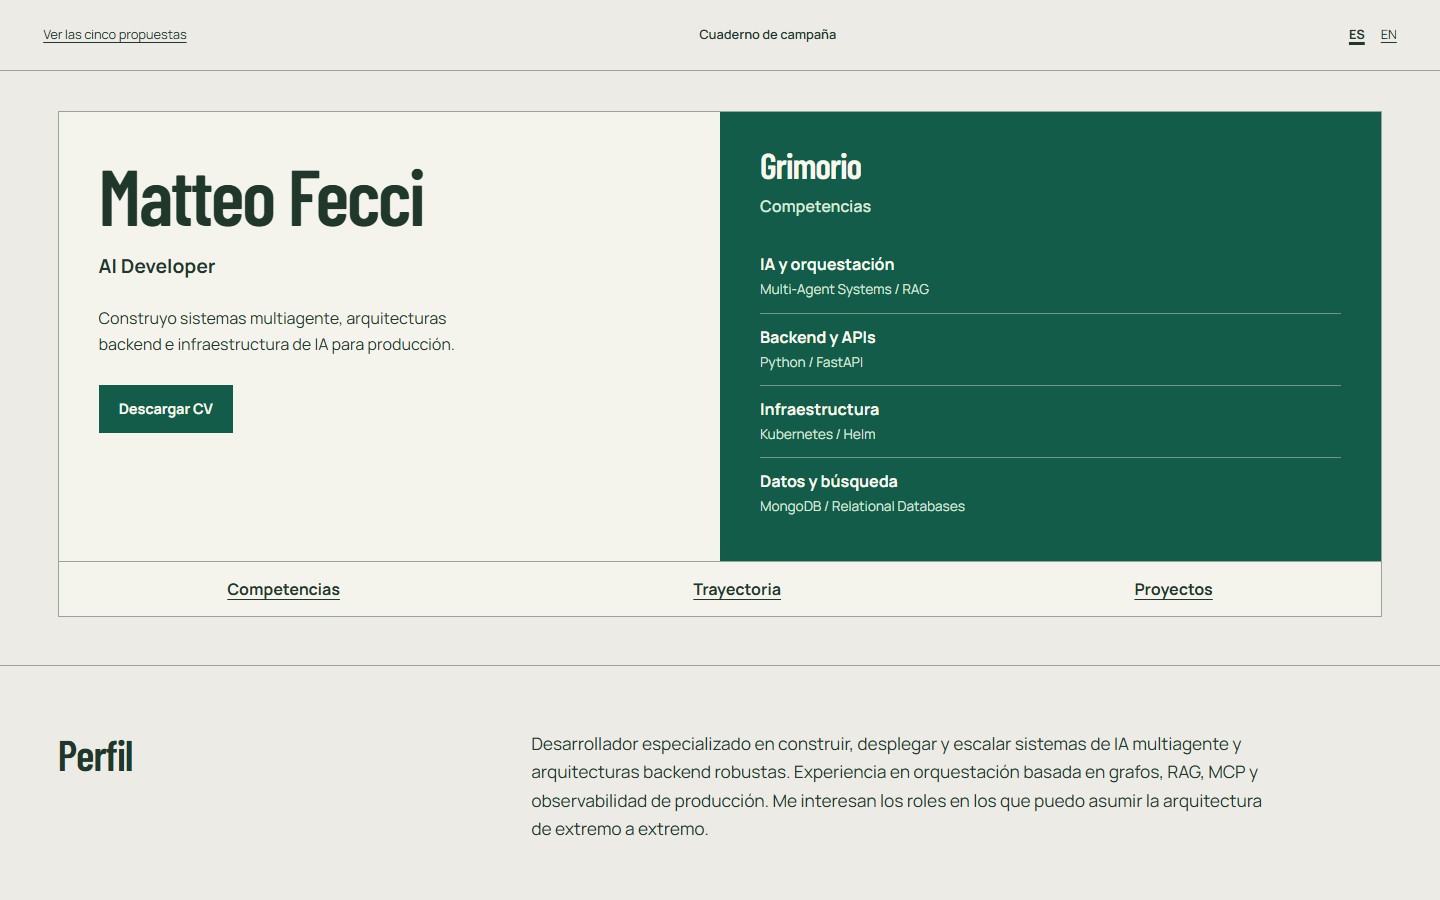 Ver las cinco propuestas
Cuaderno de campaña
ES EN
Matteo Fecci
AI Developer
Construyo sistemas multiagente, arquitecturas
backend e infraestructura de IA para producción.
Descargar CV
Grimorio
Competencias
IA y orquestación
Multi-Agent Systems / RAG
Backend y APIs
Python / FastAPI
Infraestructura
Kubernetes / Helm
Datos y búsqueda
MongoDB / Relational Databases
Competencias
Trayectoria
Proyectos
Perfil
Desarrollador especializado en construir, desplegar y escalar sistemas de IA multiagente y
arquitecturas backend robustas. Experiencia en orquestación basada en grafos, RAG, MCP y
observabilidad de producción. Me interesan los roles en los que puedo asumir la arquitectura
de extremo a extremo.